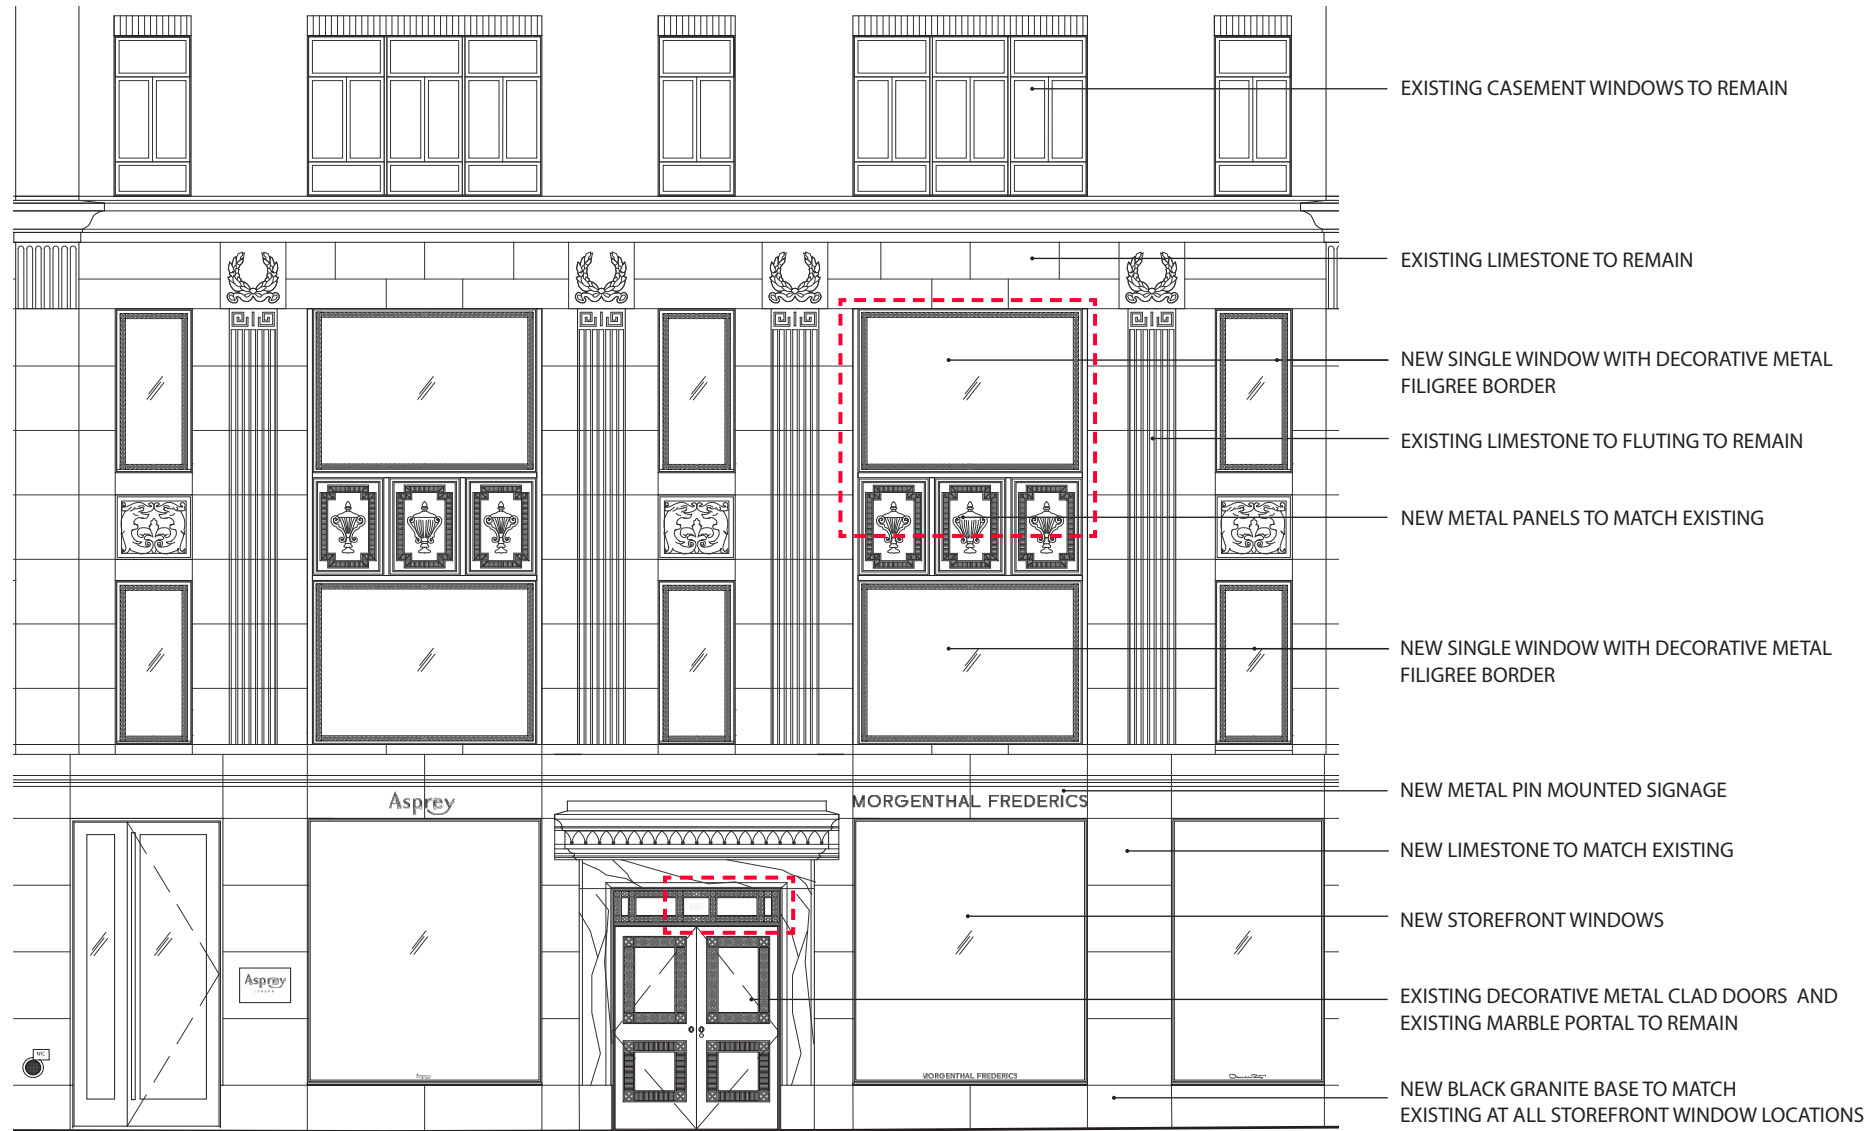 EXISTING CASEMENT WINDOWS TO REMAIN
EXISTING LIMESTONE TO REMAIN
NEW SINGLE WINDOW WITH DECORATIVE METAL
FILIGREE BORDER
EXISTING LIMESTONE TO FLUTING TO REMAIN
NEW METAL PANELS TO MATCH EXISTING
NEW SINGLE WINDOW WITH DECORATIVE METAL
FILIGREE BORDER
NEW METAL PIN MOUNTED SIGNAGE
Asprey
MORGENTHAL FREDERICS
NEW LIMESTONE TO MATCH EXISTING
NEW STOREFRONT WINDOWS
Asprey
LONDON
EXISTING DECORATIVE METAL CLAD DOORS AND
EXISTING MARBLE PORTAL TO REMAIN
NYC
Asprey
MORGENTHAL FREDERICS
NEW BLACK GRANITE BASE TO MATCH
EXISTING AT ALL STOREFRONT WINDOW LOCATIONS